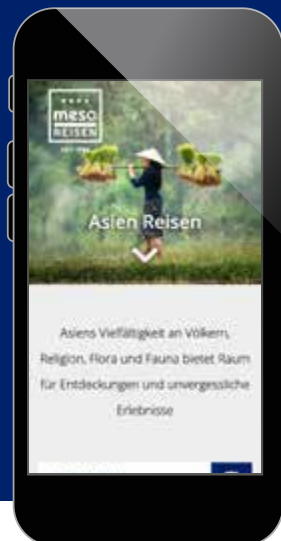 meso
REISEN
Asien Reisen
Asiens Vielfältigkeit an Völkern,
Religion, Flora und Fauna bietet Raum
für Entdeckungen und unvergessliche
Erlebnisse